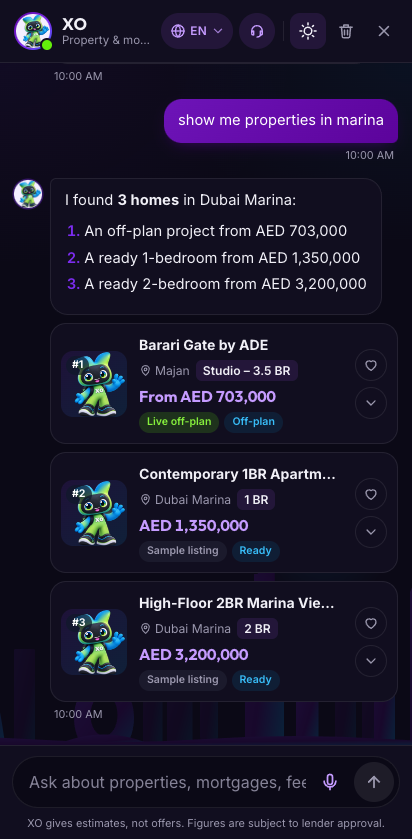 XO
Property & mo...
EN
10:00 AM
show me properties in marina
10:00 AM
I found 3 homes in Dubai Marina:
1. An off-plan project from AED 703,000
2. A ready 1-bedroom from AED 1,350,000
3. A ready 2-bedroom from AED 3,200,000
#1
Barari Gate by ADE
Majan Studio – 3.5 BR
From AED 703,000
Live off-plan Off-plan
#2
Contemporary 1BR Apartm...
Dubai Marina 1 BR
AED 1,350,000
Sample listing Ready
#3
High-Floor 2BR Marina Vie...
Dubai Marina 2 BR
AED 3,200,000
Sample listing Ready
10:00 AM
Ask about properties, mortgages, fee
XO gives estimates, not offers. Figures are subject to lender approval.